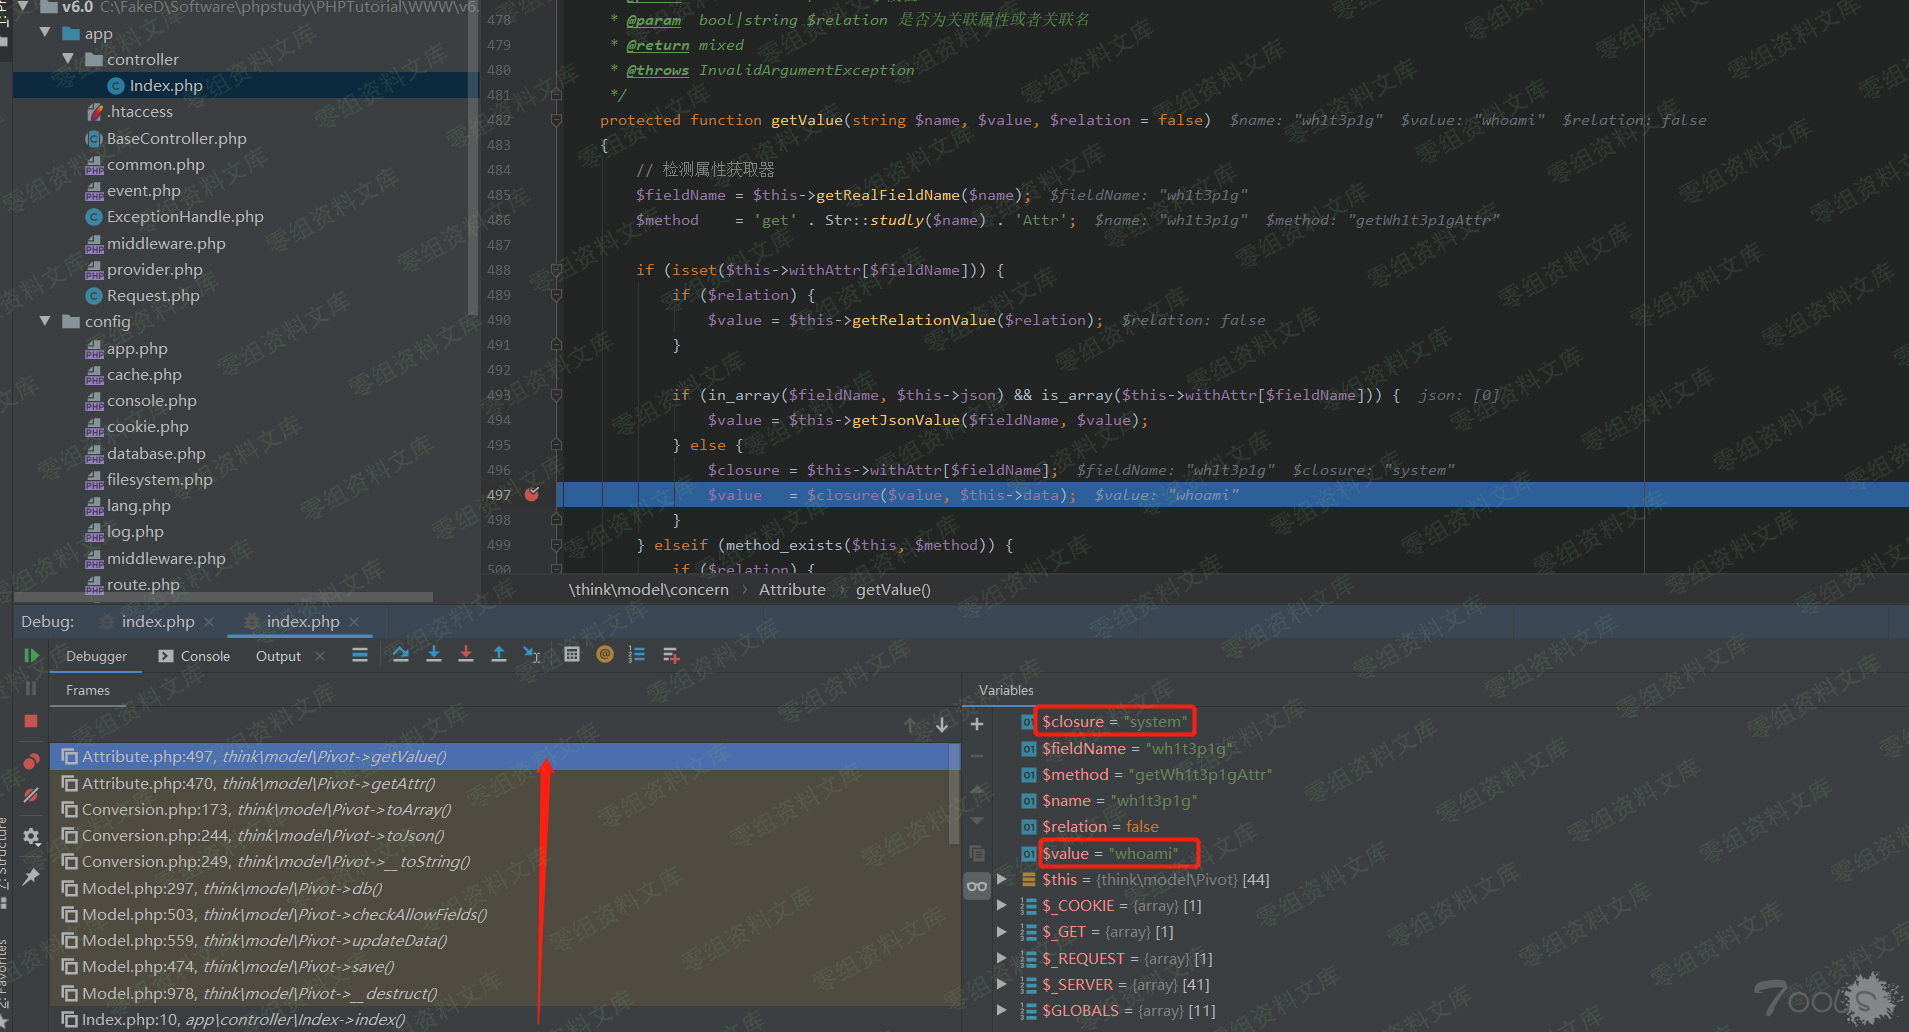 v6.0 C:\FakeD\Software\phpstudy\PHPTutorial\WWW\v6.
app
controller
Index.php
.htaccess
BaseController.php
common.php
event.php
ExceptionHandle.php
middleware.php
provider.php
Request.php
config
app.php
cache.php
console.php
cookie.php
database.php
filesystem.php
lang.php
log.php
middleware.php
route.php
478 * @param bool|string $relation 是否为关联属性或者关联名
479 * @return mixed
480 * @throws InvalidArgumentException
481 */
482 protected function getValue(string $name, $value, $relation = false) $name: "wh1t3p1g" $value: "whoami" $relation: false
483 {
484 // 检测属性获取器
485 $fieldName = $this->getRealFieldName($name); $fieldName: "wh1t3p1g"
486 $method = 'get' . Str::studly($name) . 'Attr'; $name: "wh1t3p1g" $method: "getWh1t3p1gAttr"
487
488 if (isset($this->withAttr[$fieldName])) {
489 if ($relation) {
490 $value = $this->getRelationValue($relation); $relation: false
491 }
492
493 if (in_array($fieldName, $this->json) && is_array($this->withAttr[$fieldName])) { json: [0]
494 $value = $this->getJsonValue($fieldName, $value);
495 } else {
496 $closure = $this->withAttr[$fieldName]; $fieldName: "wh1t3p1g" $closure: "system"
497 $value = $closure($value, $this->data); $value: "whoami"
498 }
499 } elseif (method_exists($this, $method)) {
500 if ($relation) {
\think\model\concern › Attribute › getValue()
Debug: index.php index.php
Debugger Console Output
Frames
Attribute.php:497, think\model\Pivot->getValue()
Attribute.php:470, think\model\Pivot->getAttr()
Conversion.php:173, think\model\Pivot->toArray()
Conversion.php:244, think\model\Pivot->toJson()
Conversion.php:249, think\model\Pivot->__toString()
Model.php:297, think\model\Pivot->db()
Model.php:503, think\model\Pivot->checkAllowFields()
Model.php:559, think\model\Pivot->updateData()
Model.php:474, think\model\Pivot->save()
Model.php:978, think\model\Pivot->__destruct()
Index.php:10, app\controller\Index->index()
Variables
$closure = "system"
$fieldName = "wh1t3p1g"
$method = "getWh1t3p1gAttr"
$name = "wh1t3p1g"
$relation = false
$value = "whoami"
$this = {think\model\Pivot} [44]
$_COOKIE = {array} [1]
$_GET = {array} [1]
$_REQUEST = {array} [1]
$_SERVER = {array} [41]
$GLOBALS = {array} [11]
7: Structure
2: Favorites
零组资料文库
7ools